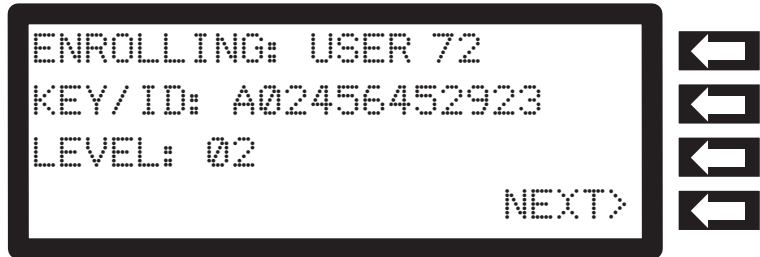 ENROLLING: USER 72
KEY/ID: A02456452923
LEVEL: 02
NEXT>